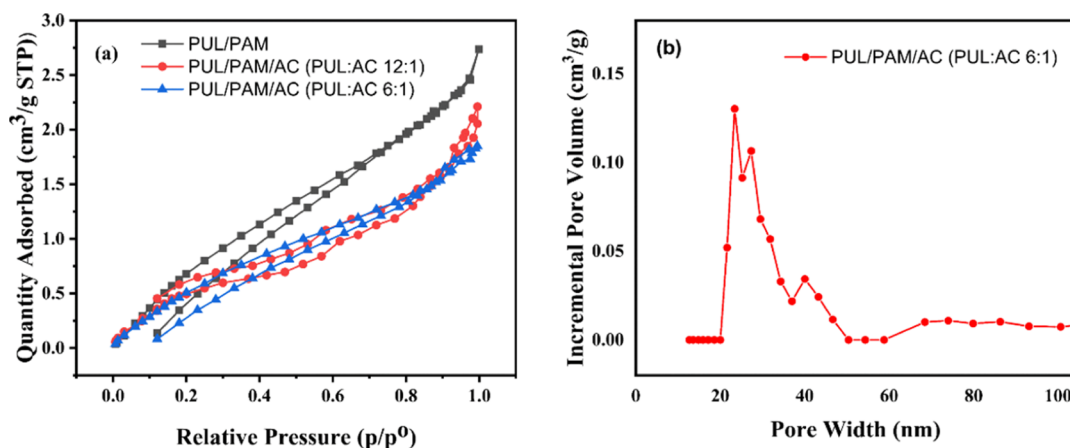 (a)
PUL/PAM
PUL/PAM/AC (PUL:AC 12:1)
PUL/PAM/AC (PUL:AC 6:1)
Quantity Adsorbed (cm³/g STP))
3.0
2.5
2.0
1.5
1.0
0.5
0.0
0.0 0.2 0.4 0.6 0.8 1.0
Relative Pressure (p/p⁰)
(b)
PUL/PAM/AC (PUL:AC 6:1)
Incremental Pore Volume (cm³/g)
0.15
0.10
0.05
0.00
0 20 40 60 80 100
Pore Width (nm)